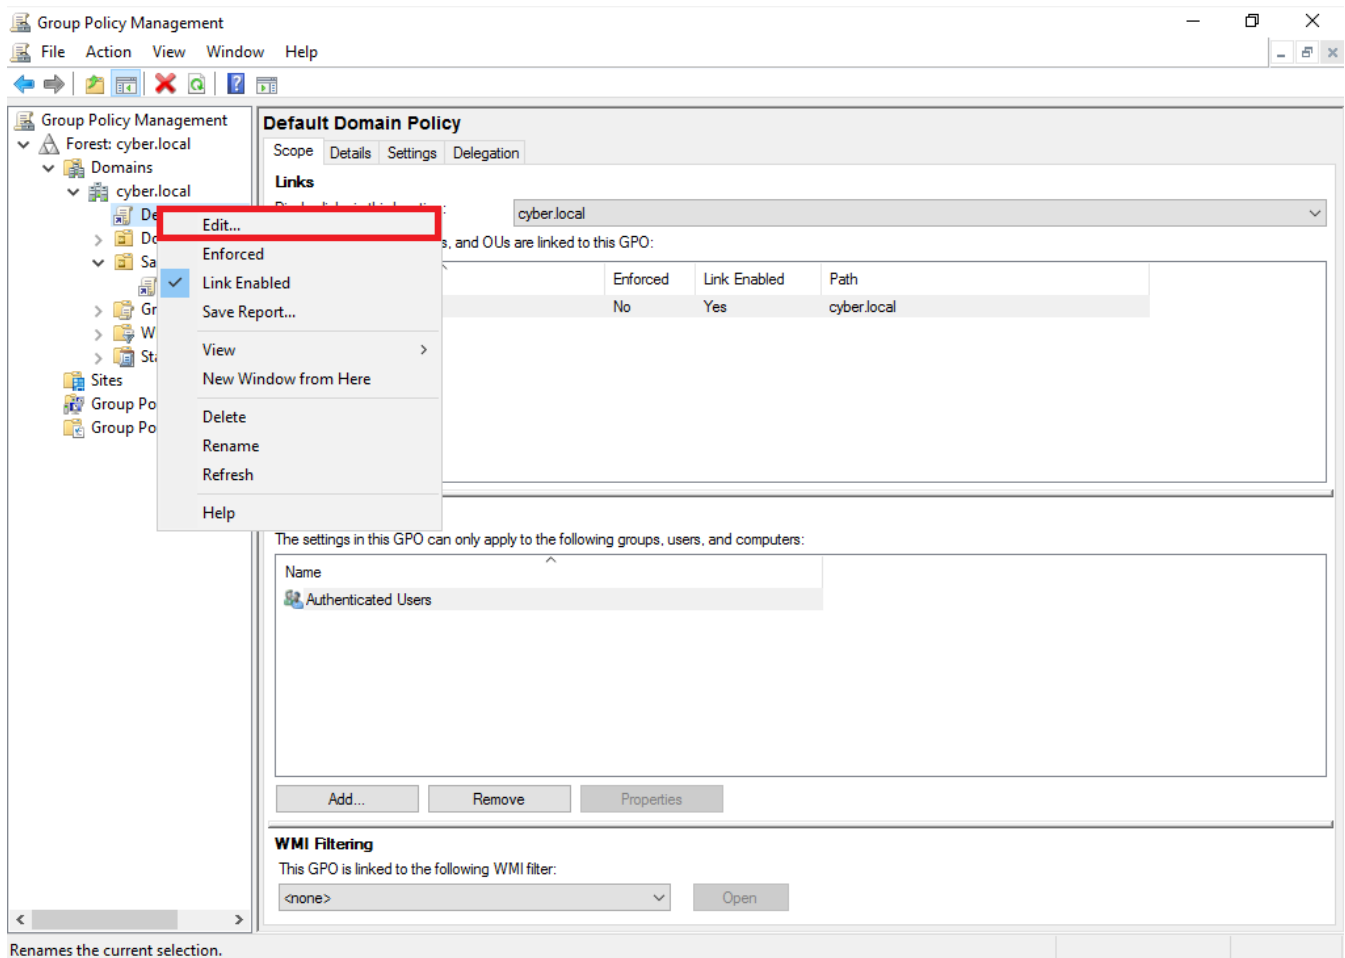 Group Policy Management
File Action View Window Help
Group Policy Management
Forest: cyber.local
Domains
cyber.local
Sites
Group Po
Group Po
Edit...
Enforced
Link Enabled
Save Report...
View
New Window from Here
Delete
Rename
Refresh
Help
Default Domain Policy
Scope Details Settings Delegation
Links
cyber.local
s, and OUs are linked to this GPO:
Enforced Link Enabled Path
No Yes cyber.local
The settings in this GPO can only apply to the following groups, users, and computers:
Name
Authenticated Users
Add... Remove Properties
WMI Filtering
This GPO is linked to the following WMI filter:
<none> Open
Renames the current selection.